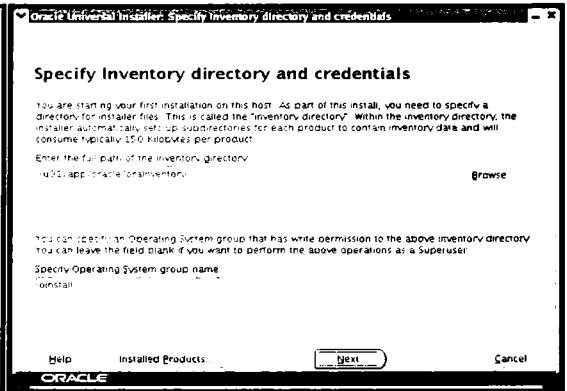 Oracle Universal Installer: Specify Inventory directory and credentials
Specify Inventory directory and credentials
You are starting your first installation on this host. As part of this install, you need to specify a
directory for installer files. This is called the "inventory directory". Within the inventory directory, the
installer automatically sets up subdirectories for each product to contain inventory data and will
consume typically 150 Kilobytes per product.
Enter the full path of the inventory directory
/u01/app/oracle/oraInventory
Browse
You can specify an Operating System group that has write permission to the above inventory directory
You can leave the field blank if you want to perform the above operations as a Superuser
Specify Operating System group name
oinstall
Help
Installed Products...
Next
Cancel
ORACLE